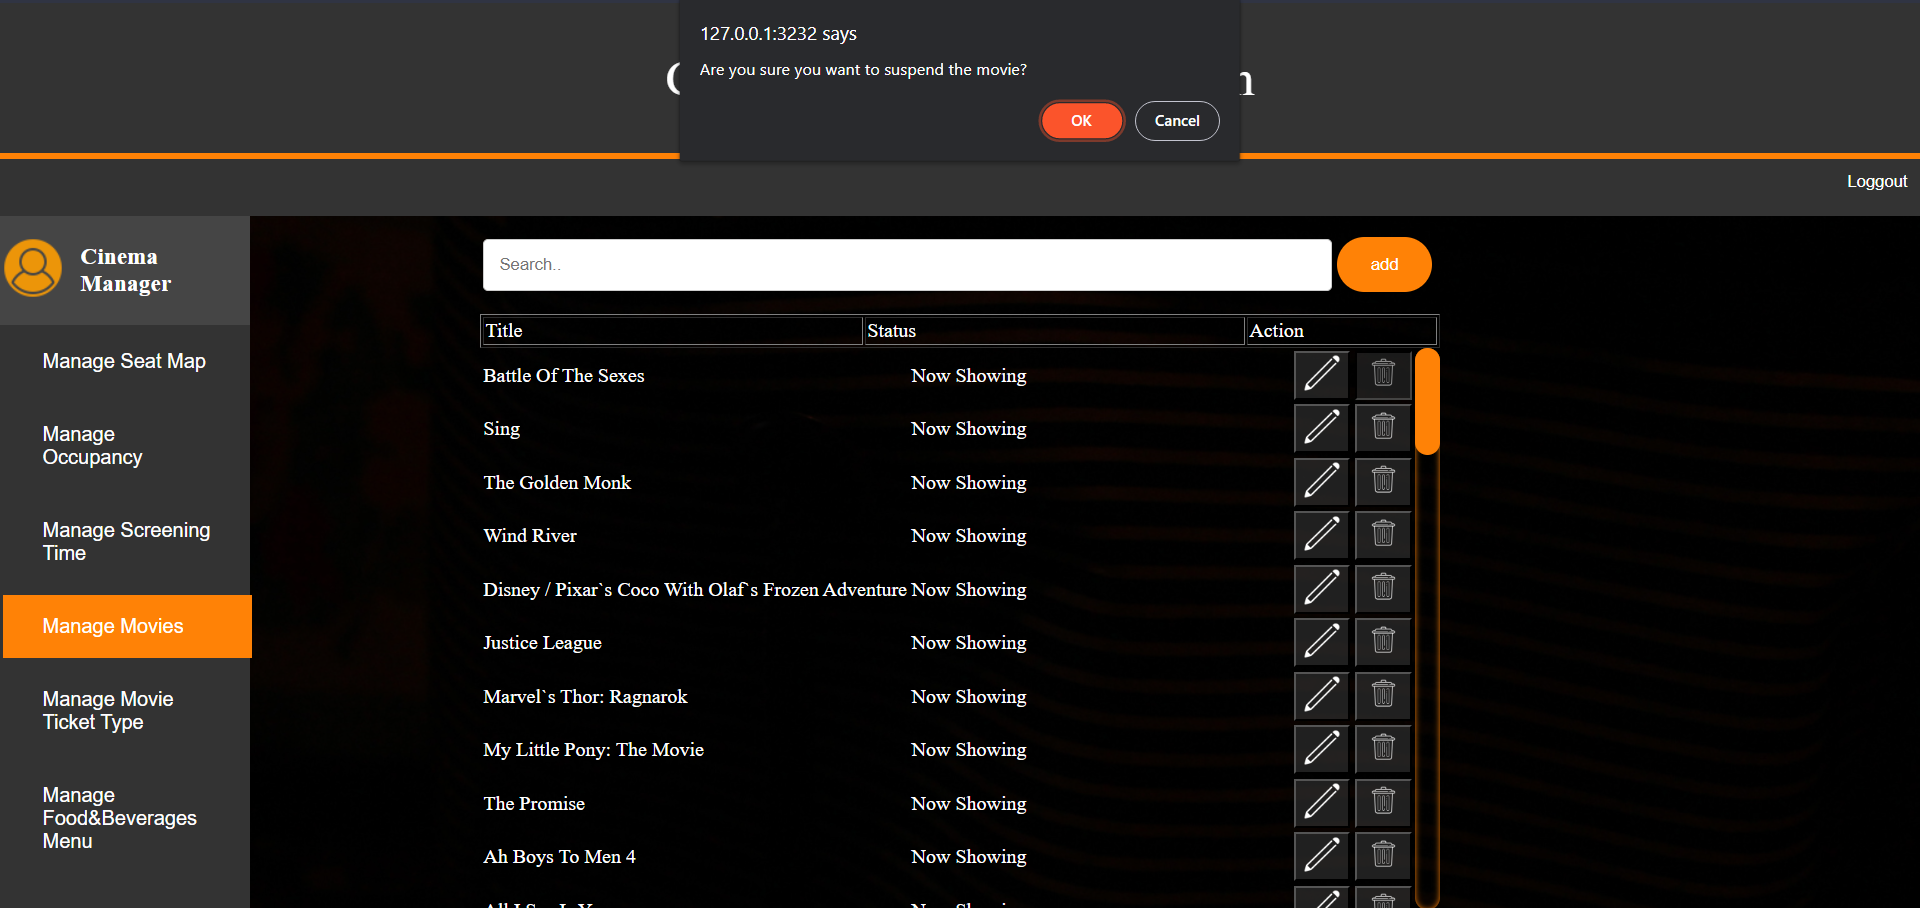 127.0.0.1:3232 says
Are you sure you want to suspend the movie?
OK Cancel
Loggout
Cinema
Manager
Manage Seat Map
Manage
Occupancy
Manage Screening
Time
Manage Movies
Manage Movie
Ticket Type
Manage
Food&Beverages
Menu
Search..
add
Title Status Action
Battle Of The Sexes Now Showing
Sing Now Showing
The Golden Monk Now Showing
Wind River Now Showing
Disney / Pixar`s Coco With Olaf`s Frozen Adventure Now Showing
Justice League Now Showing
Marvel`s Thor: Ragnarok Now Showing
My Little Pony: The Movie Now Showing
The Promise Now Showing
Ah Boys To Men 4 Now Showing